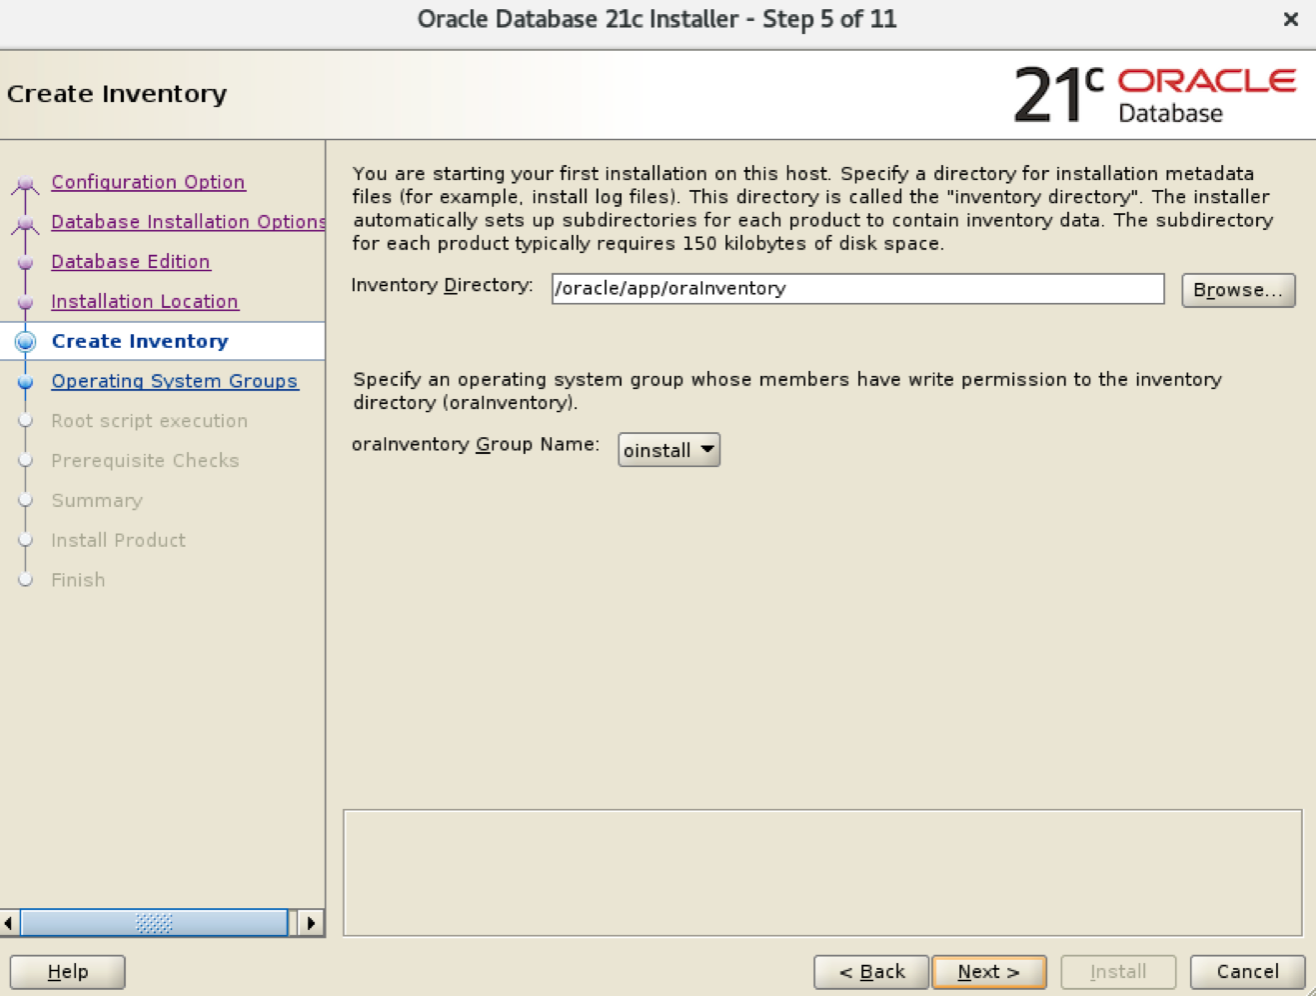 Oracle Database 21c Installer - Step 5 of 11
Create Inventory
21c ORACLE
Database
Configuration Option
Database Installation Options
Database Edition
Installation Location
Create Inventory
Operating System Groups
Root script execution
Prerequisite Checks
Summary
Install Product
Finish
You are starting your first installation on this host. Specify a directory for installation metadata
files (for example, install log files). This directory is called the "inventory directory". The installer
automatically sets up subdirectories for each product to contain inventory data. The subdirectory
for each product typically requires 150 kilobytes of disk space.
Inventory Directory: /oracle/app/oraInventory Browse...
Specify an operating system group whose members have write permission to the inventory
directory (oraInventory).
oraInventory Group Name: oinstall
Help < Back Next > Install Cancel